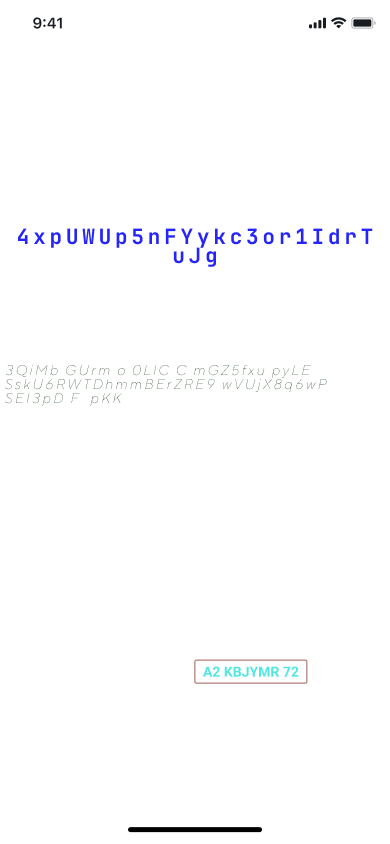 9:41
4xpUWUp5nFYykc3or1IdrT
uJg
3QiMb GUrm o 0LIC C mGZ5fxu pyLE
SskU6RWTDhmmBErZRE9 wVUjX8q6wP
SEI3pD F pKK
A2 KBJYMR 72